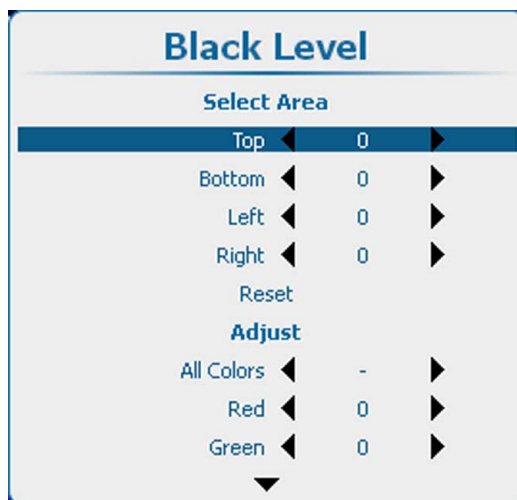 Black Level
Select Area
Top 0
Bottom 0
Left 0
Right 0
Reset
Adjust
All Colors -
Red 0
Green 0